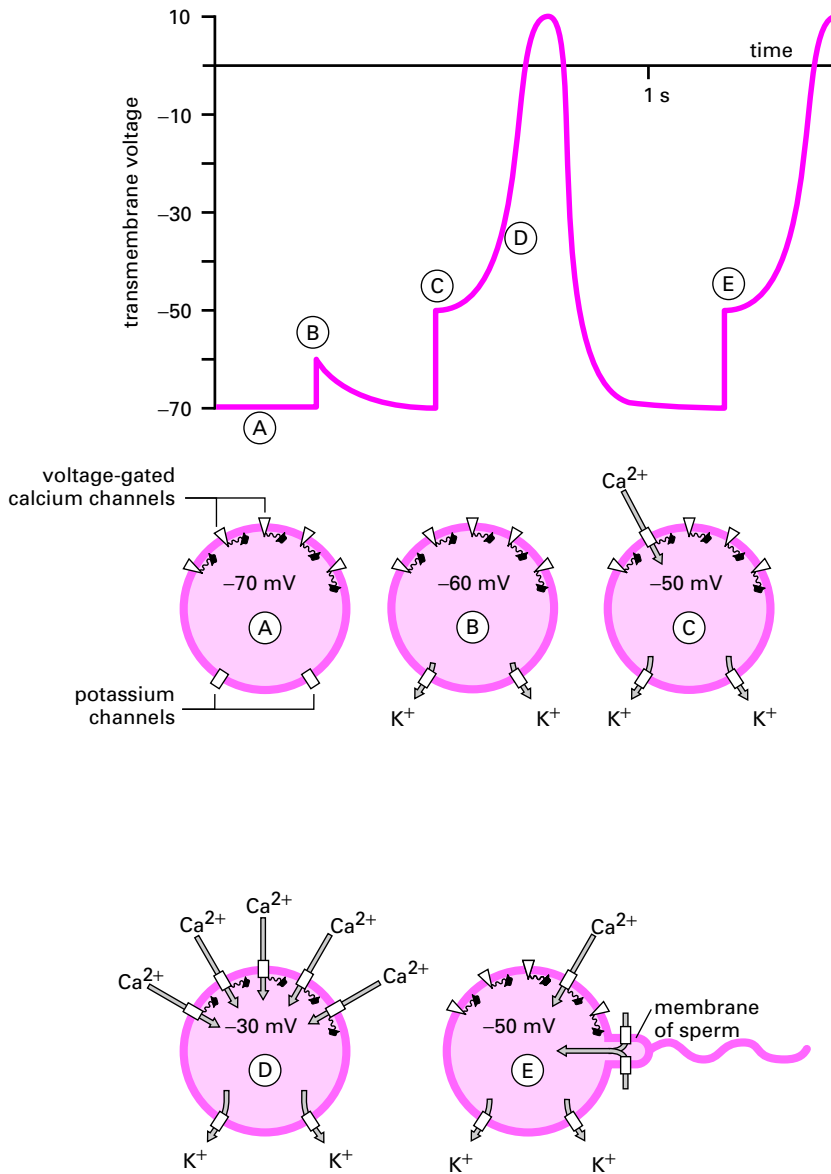 10
−10
−30
−50
−70
transmembrane voltage
time
1 s
A
B
C
D
E
voltage-gated
calcium channels
potassium
channels
−70 mV
A
−60 mV
B
K⁺
K⁺
Ca²⁺
−50 mV
C
K⁺
K⁺
Ca²⁺
Ca²⁺
Ca²⁺
Ca²⁺
Ca²⁺
−30 mV
D
K⁺
K⁺
Ca²⁺
−50 mV
E
membrane
of sperm
K⁺
K⁺